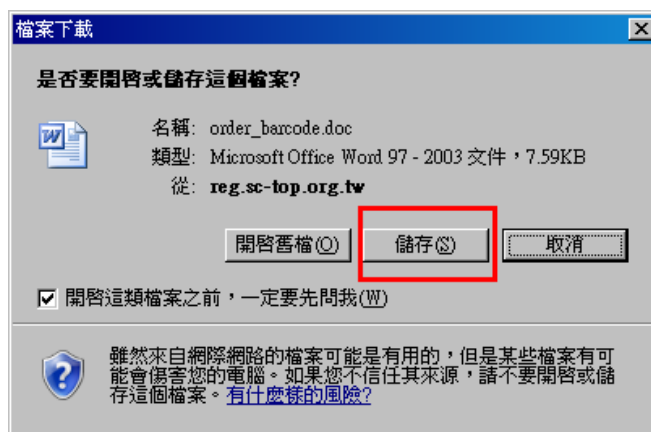 檔案下載
是否要開啟或儲存這個檔案?
名稱: order_barcode.doc
類型: Microsoft Office Word 97 - 2003 文件，7.59KB
從: reg.sc-top.org.tw
開啟舊檔(O) 儲存(S) 取消
開啟這類檔案之前，一定要先問我(W)
雖然來自網際網路的檔案可能是有用的，但是某些檔案有可
能會傷害您的電腦。如果您不信任其來源，請不要開啟或儲
存這個檔案。有什麼樣的風險?